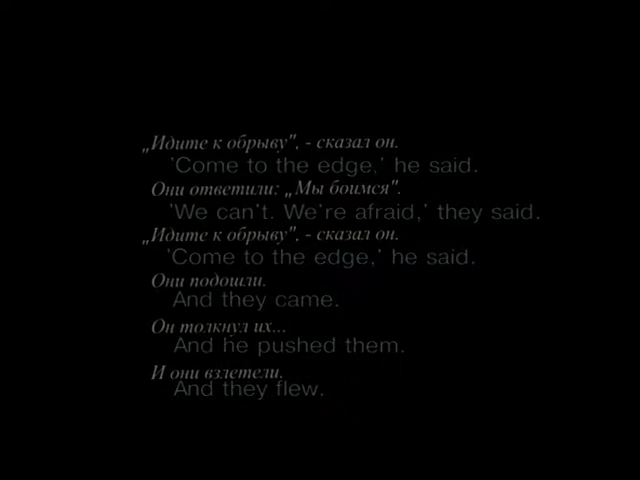 „Идите к обрыву", - сказал он.
'Come to the edge,' he said.
Они ответили: „Мы боимся".
'We can't. We're afraid,' they said.
„Идите к обрыву", - сказал он.
'Come to the edge,' he said.
Они подошли.
And they came.
Он толкнул их...
And he pushed them.
И они взлетели.
And they flew.